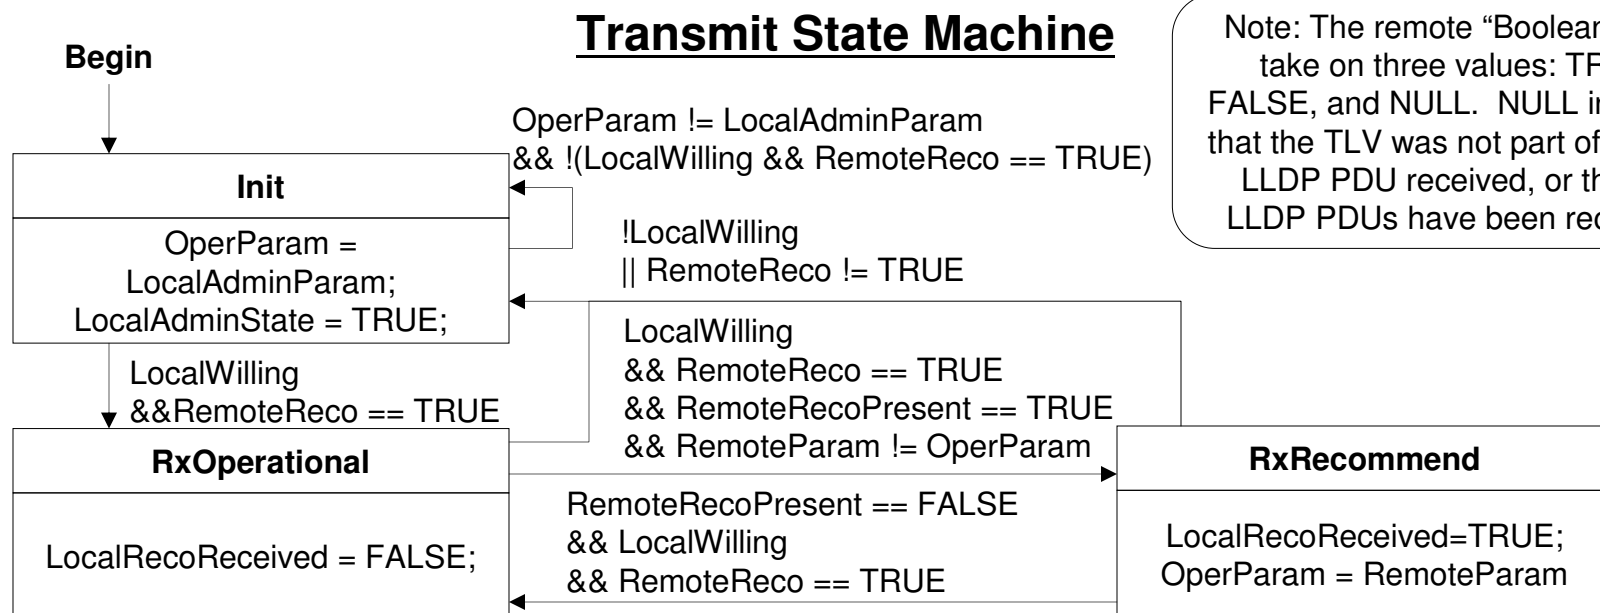 Transmit State Machine
Begin
Note: The remote “Boolean
take on three values:
FALSE, and NULL. NULL
that the TLV was not part of
LLDP PDU received, or
LLDP PDUs have been
OperParam != LocalAdminParam
&& !(LocalWilling && RemoteReco == TRUE)
Init
OperParam =
LocalAdminParam;
LocalAdminState = TRUE;
!LocalWilling
|| RemoteReco != TRUE
LocalWilling
&&RemoteReco == TRUE
LocalWilling
&& RemoteReco == TRUE
&& RemoteRecoPresent == TRUE
&& RemoteParam != OperParam
RxOperational
LocalRecoReceived = FALSE;
RemoteRecoPresent == FALSE
&& LocalWilling
&& RemoteReco == TRUE
RxRecommend
LocalRecoReceived=TRUE;
OperParam = RemoteParam